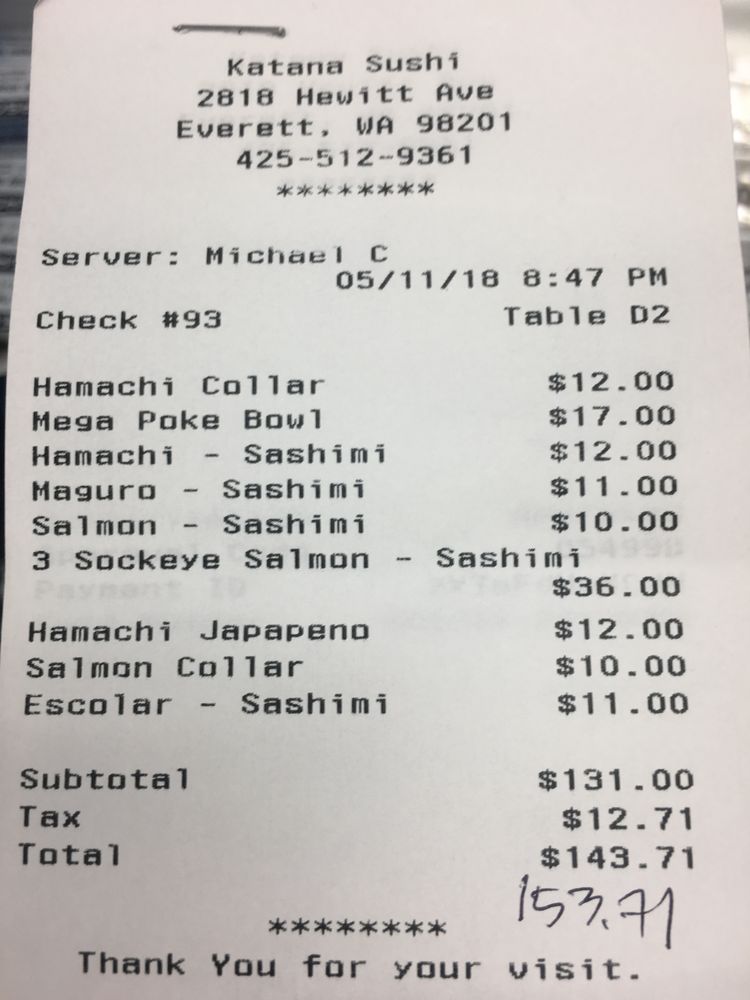 Katana Sushi
2818 Hewitt Ave
Everett, WA 98201
425-512-9361
********
Server: Michael C
05/11/18 8:47 PM
Check #93 Table D2
Hamachi Collar $12.00
Mega Poke Bowl $17.00
Hamachi - Sashimi $12.00
Maguro - Sashimi $11.00
Salmon - Sashimi $10.00
3 Sockeye Salmon - Sashimi
$36.00
Hamachi Japapeno $12.00
Salmon Collar $10.00
Escolar - Sashimi $11.00
Subtotal $131.00
Tax $12.71
Total $143.71
153.71
********
Thank You for your visit.